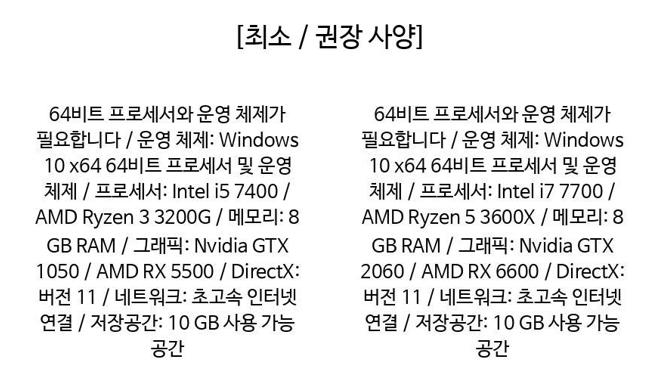 [최소 / 권장 사양]
64비트 프로세서와 운영 체제가
필요합니다 / 운영 체제: Windows
10 x64 64비트 프로세서 및 운영
체제 / 프로세서: Intel i5 7400 /
AMD Ryzen 3 3200G / 메모리: 8
GB RAM / 그래픽: Nvidia GTX
1050 / AMD RX 5500 / DirectX:
버전 11 / 네트워크: 초고속 인터넷
연결 / 저장공간: 10 GB 사용 가능
공간
64비트 프로세서와 운영 체제가
필요합니다 / 운영 체제: Windows
10 x64 64비트 프로세서 및 운영
체제 / 프로세서: Intel i7 7700 /
AMD Ryzen 5 3600X / 메모리: 8
GB RAM / 그래픽: Nvidia GTX
2060 / AMD RX 6600 / DirectX:
버전 11 / 네트워크: 초고속 인터넷
연결 / 저장공간: 10 GB 사용 가능
공간